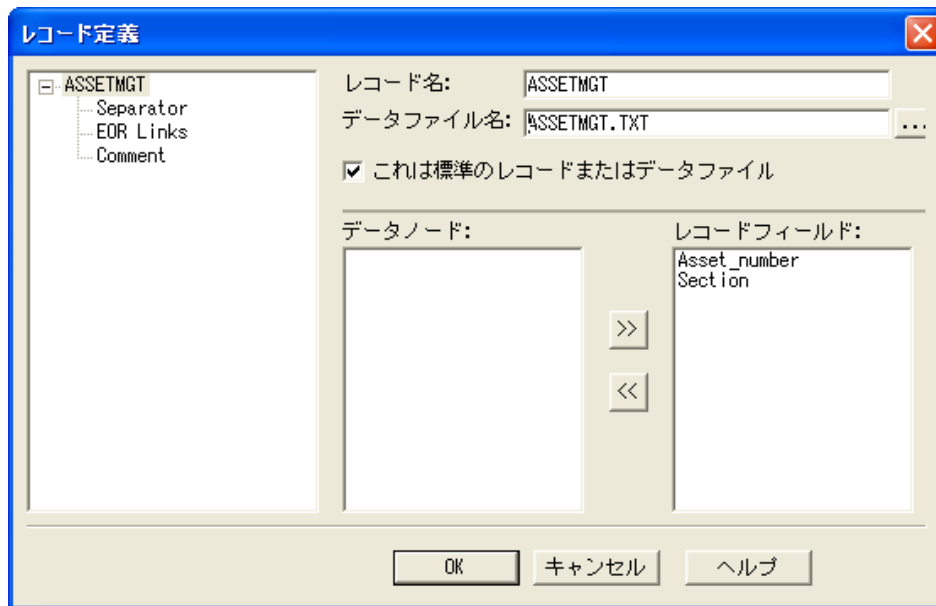 レコード定義
ASSETMGT
Separator
EOR Links
Comment
レコード名: ASSETMGT
データファイル名: ASSETMGT.TXT ...
これは標準のレコードまたはデータファイル
データノード:
レコードフィールド:
Asset_number
Section
>>
<<
OK キャンセル ヘルプ